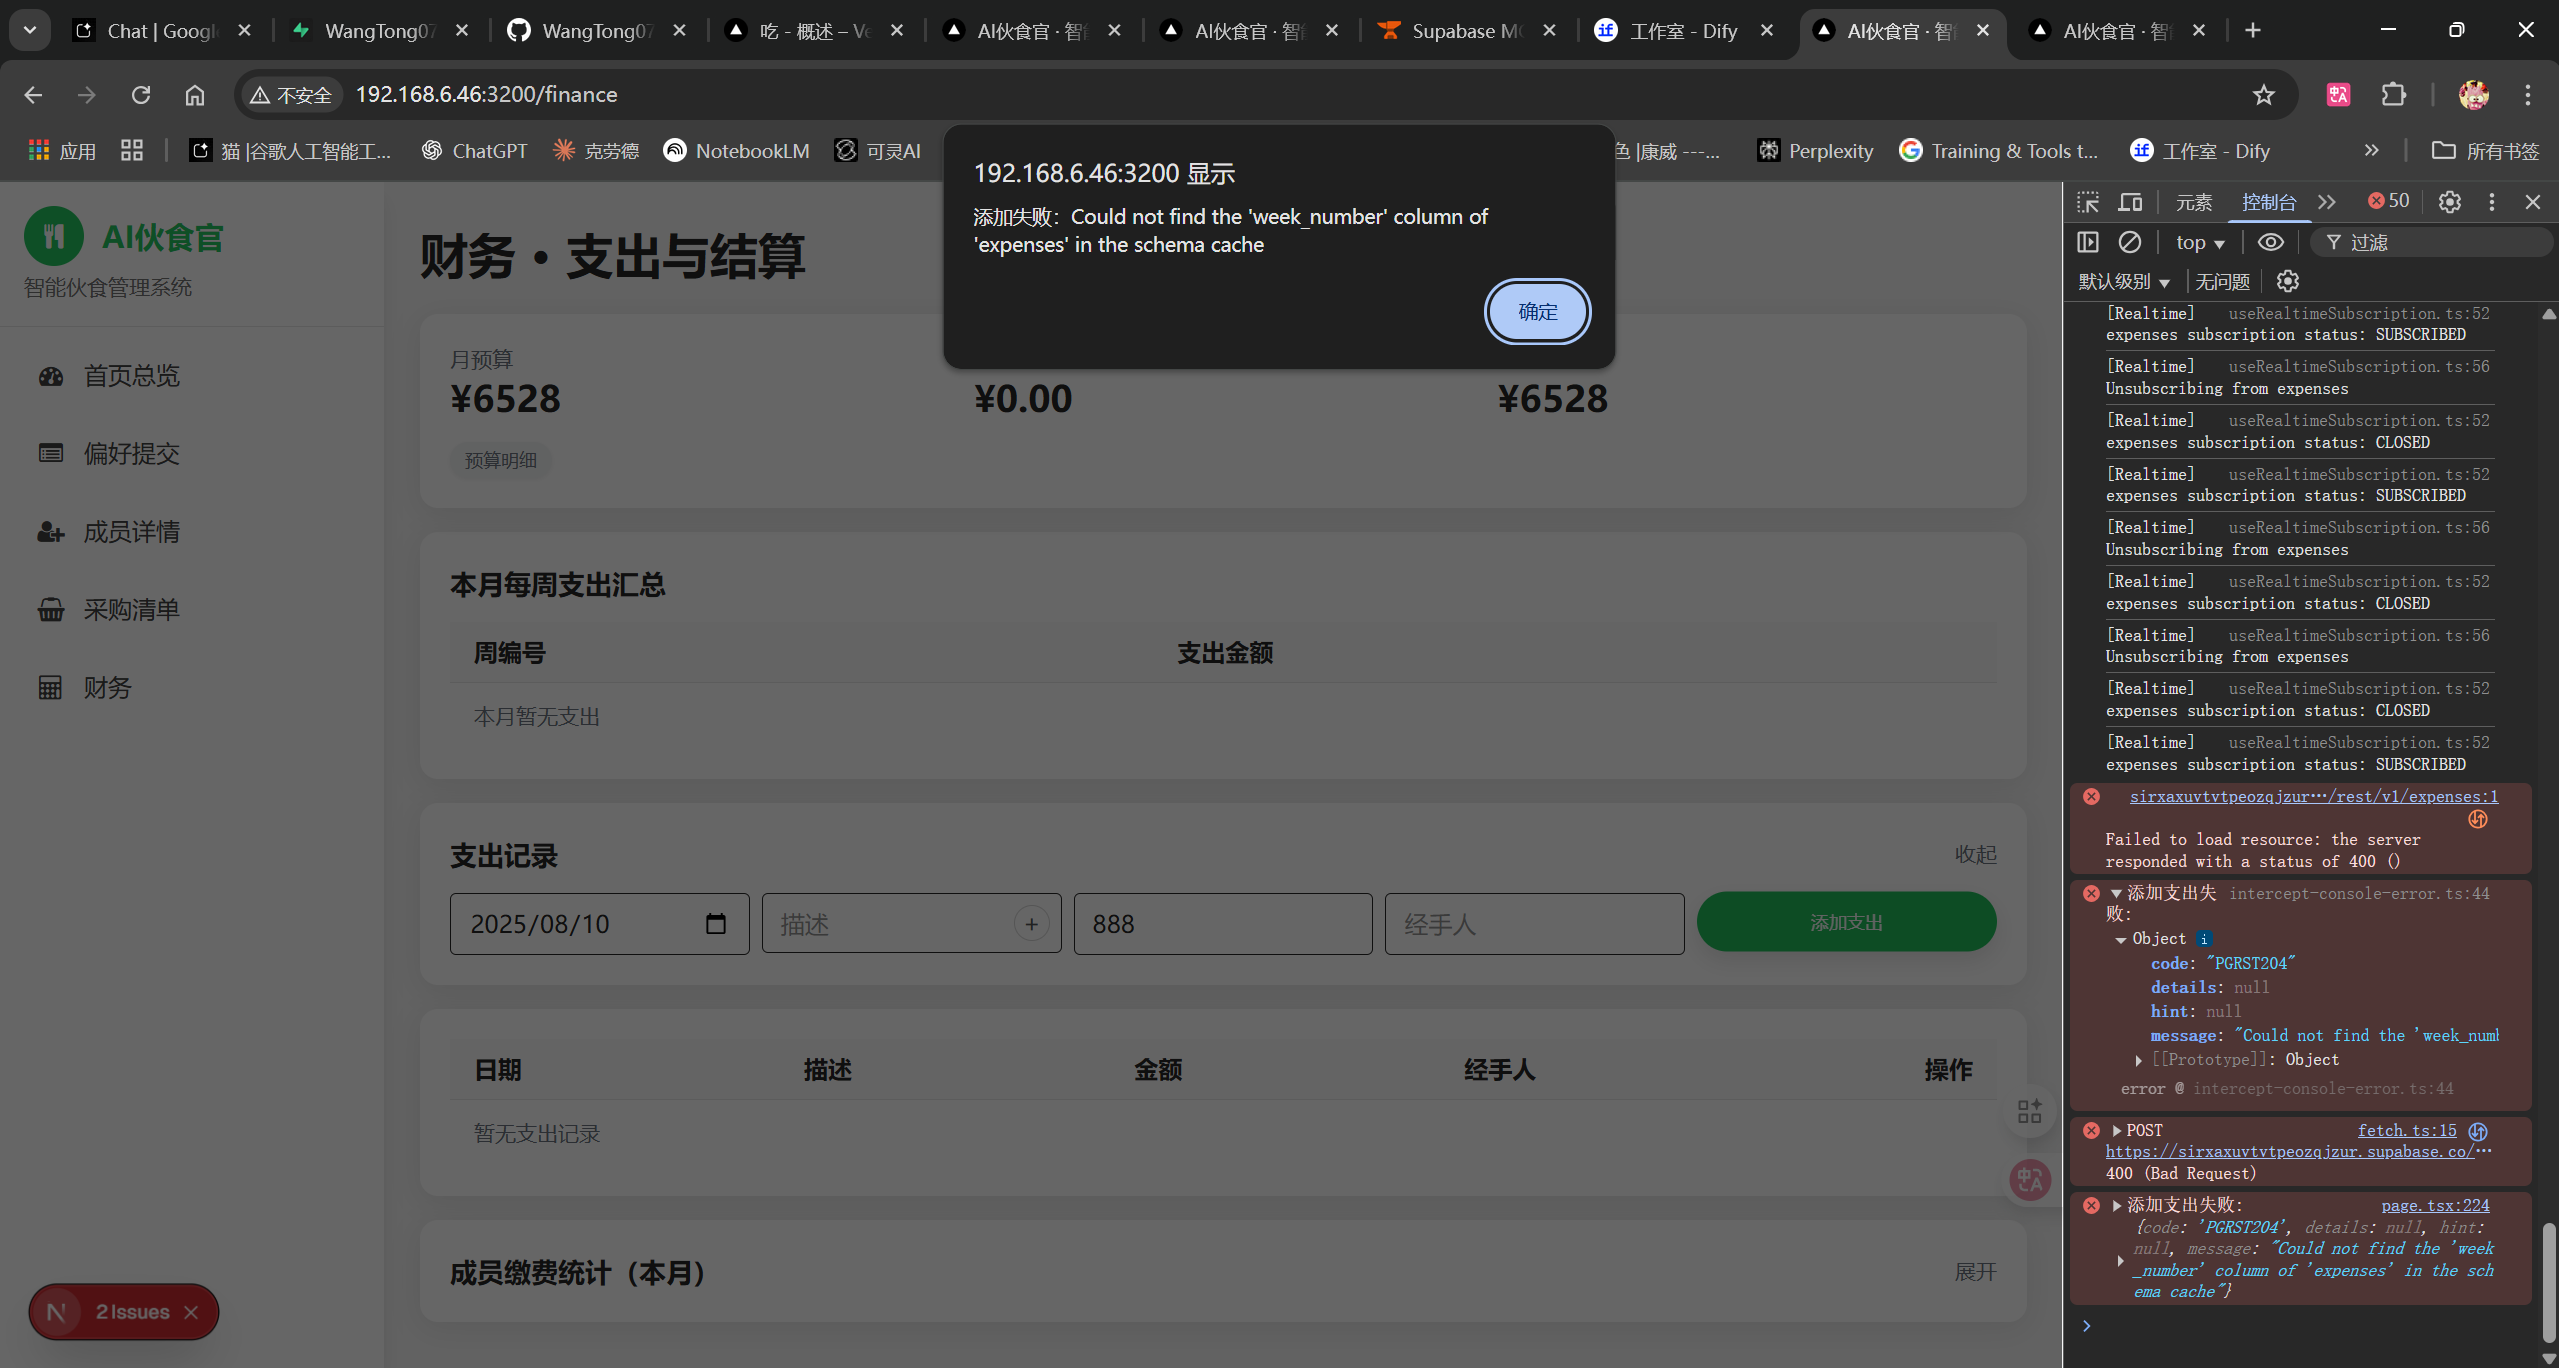 Chat | Googl
WangTong07
WangTong07
吃 - 概述 – Ve
AI伙食官 · 智能
AI伙食官 · 智能
Supabase MC
工作室 - Dify
AI伙食官 · 智
AI伙食官 · 智能
不安全
192.168.6.46:3200/finance
应用
猫 |谷歌人工智能工...
ChatGPT
克劳德
NotebookLM
可灵AI
色 |康威 ---...
Perplexity
Training & Tools t...
工作室 - Dify
所有书签
192.168.6.46:3200 显示
添加失败：Could not find the 'week_number' column of
'expenses' in the schema cache
确定
AI伙食官
智能伙食管理系统
首页总览
偏好提交
成员详情
采购清单
财务
2 Issues
财务 • 支出与结算
月预算
¥6528
¥0.00
¥6528
预算明细
本月每周支出汇总
周编号 支出金额
本月暂无支出
支出记录
收起
2025/08/10
描述
888
经手人
添加支出
日期 描述 金额 经手人 操作
暂无支出记录
成员缴费统计（本月）
展开
元素
控制台
50
top
过滤
默认级别
无问题
[Realtime] useRealtimeSubscription.ts:52
expenses subscription status: SUBSCRIBED
[Realtime] useRealtimeSubscription.ts:56
Unsubscribing from expenses
[Realtime] useRealtimeSubscription.ts:52
expenses subscription status: CLOSED
[Realtime] useRealtimeSubscription.ts:52
expenses subscription status: SUBSCRIBED
[Realtime] useRealtimeSubscription.ts:56
Unsubscribing from expenses
[Realtime] useRealtimeSubscription.ts:52
expenses subscription status: CLOSED
[Realtime] useRealtimeSubscription.ts:56
Unsubscribing from expenses
[Realtime] useRealtimeSubscription.ts:52
expenses subscription status: CLOSED
[Realtime] useRealtimeSubscription.ts:52
expenses subscription status: SUBSCRIBED
sirxaxuvtvtpeozqjzur…/rest/v1/expenses:1
Failed to load resource: the server
responded with a status of 400 ()
添加支出失 intercept-console-error.ts:44
败:
Object
code: "PGRST204"
details: null
hint: null
message: "Could not find the 'week_numb
[[Prototype]]: Object
error @ intercept-console-error.ts:44
POST fetch.ts:15
https://sirxaxuvtvtpeozqjzur.supabase.co/…
400 (Bad Request)
添加支出失败: page.tsx:224
{code: 'PGRST204', details: null, hint:
null, message: "Could not find the 'week
_number' column of 'expenses' in the sch
ema cache"}